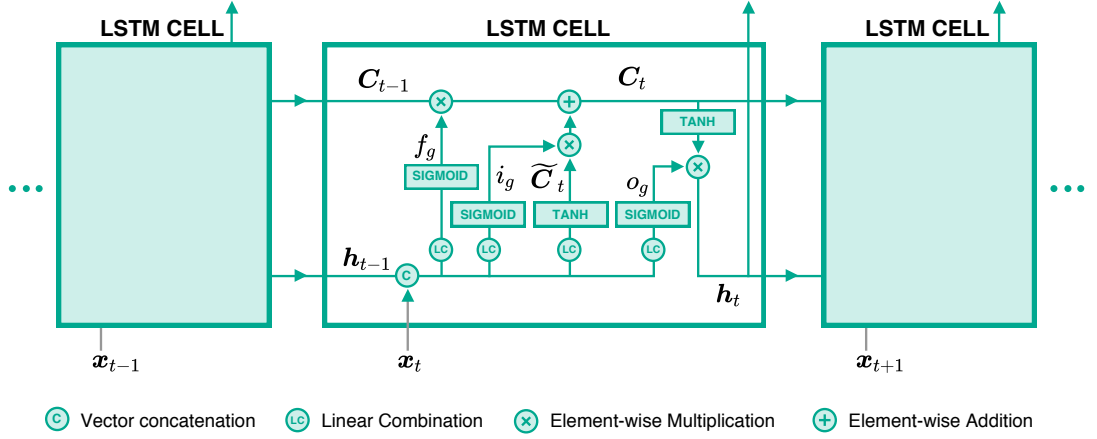 LSTM CELL LSTM CELL LSTM CELL
C_{t-1} C_t
× + TANH
f_g ×
SIGMOID i_g C̃_t o_g ×
... ...
SIGMOID TANH SIGMOID
LC LC LC LC
h_{t-1} C h_t
x_{t-1} x_t x_{t+1}
C Vector concatenation LC Linear Combination × Element-wise Multiplication + Element-wise Addition